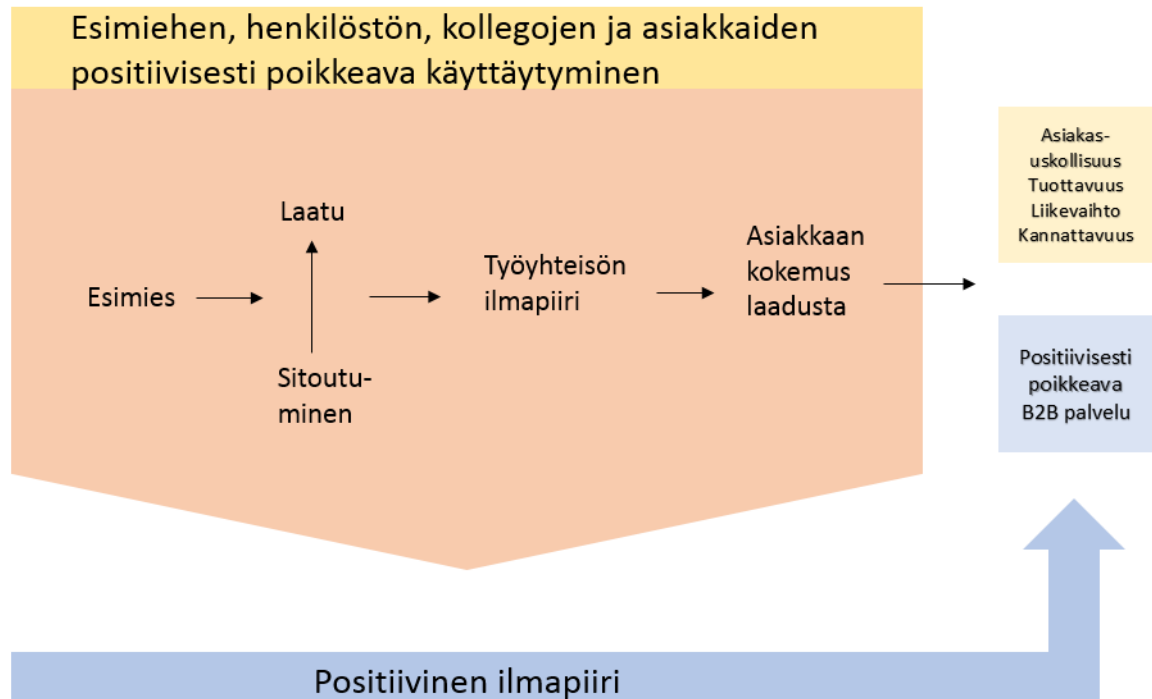 Esimiehen, henkilöstön, kollegojen ja asiakkaiden
positiivisesti poikkeava käyttäytyminen
Esimies
Laatu
Sitoutu-
minen
Työyhteisön
ilmapiiri
Asiakkaan
kokemus
laadusta
Asiakas-
uskollisuus
Tuottavuus
Liikevaihto
Kannattavuus
Positiivisesti
poikkeava
B2B palvelu
Positiivinen ilmapiiri